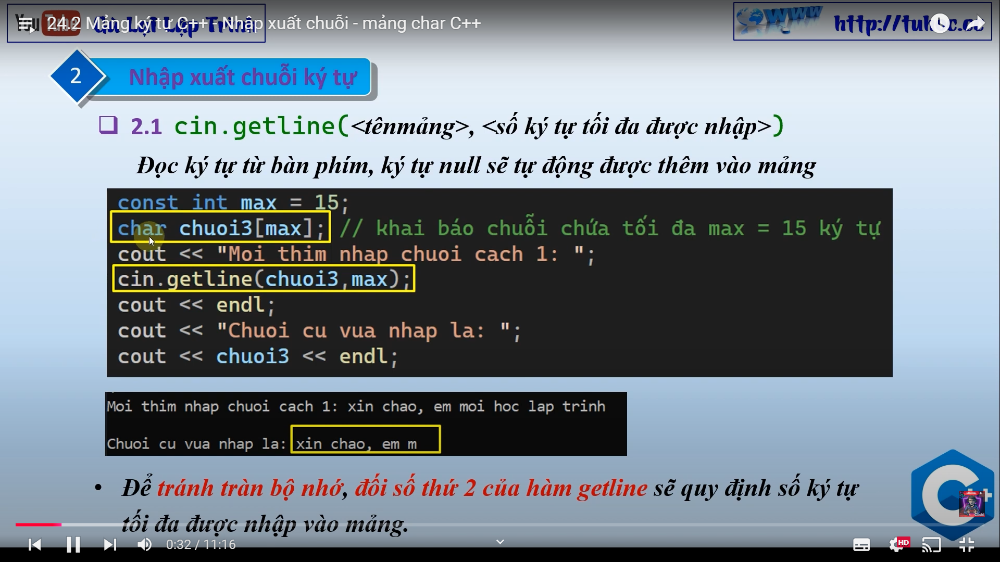 24.2 Mảng ký tự C++ - Nhập xuất chuỗi - mảng char C++
WWW
2
Nhập xuất chuỗi ký tự
2.1 cin.getline(<tênmảng>, <số ký tự tối đa được nhập>)
Đọc ký tự từ bàn phím, ký tự null sẽ tự động được thêm vào mảng
const int max = 15;
char chuoi3[max]; // khai báo chuỗi chứa tối đa max = 15 ký tự
cout << "Moi thim nhap chuoi cach 1: ";
cin.getline(chuoi3,max);
cout << endl;
cout << "Chuoi cu vua nhap la: ";
cout << chuoi3 << endl;
Moi thim nhap chuoi cach 1: xin chao, em moi hoc lap trinh
Chuoi cu vua nhap la: xin chao, em m
• Để tránh tràn bộ nhớ, đối số thứ 2 của hàm getline sẽ quy định số ký tự
tối đa được nhập vào mảng.
0:32 / 11:16
HD